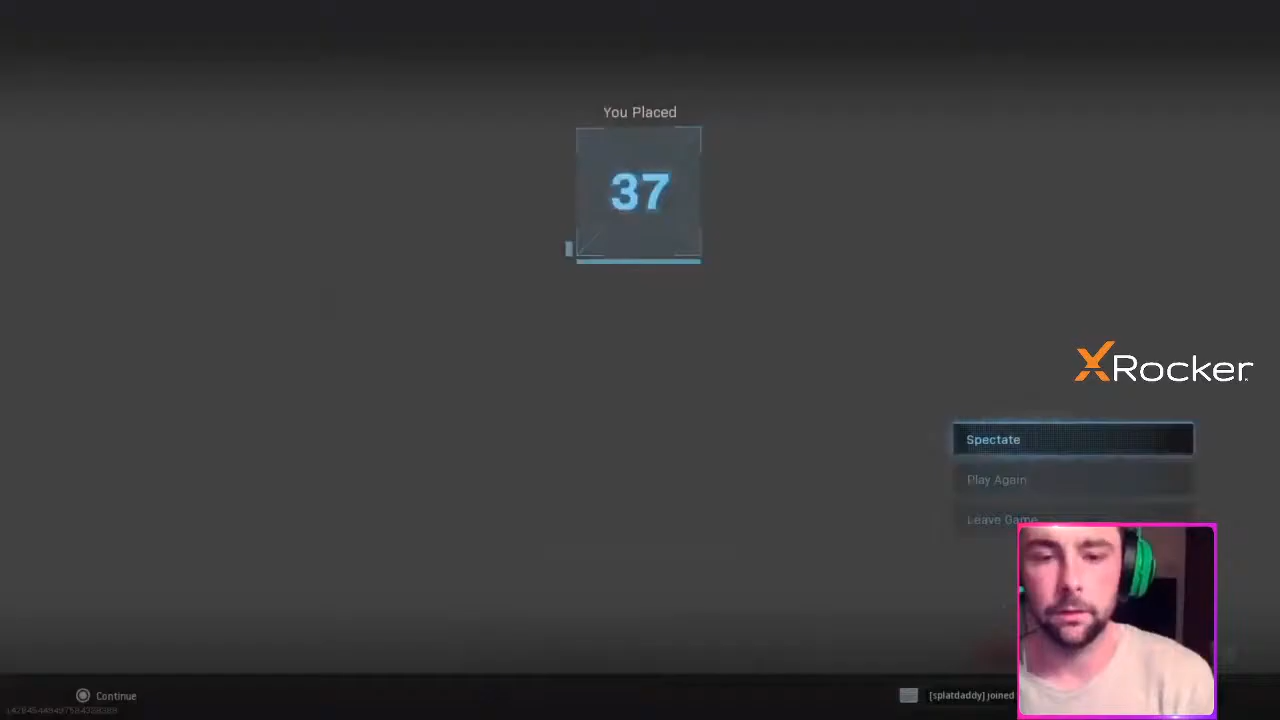 You Placed
37
XRocker
Spectate
Play Again
Leave Game
Continue
[splatdaddy] joined